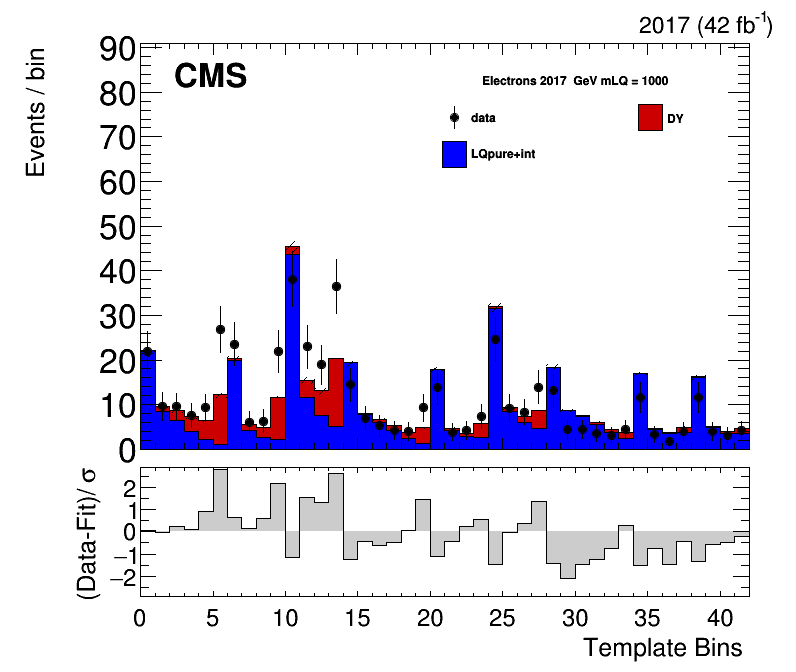 2017 (42 fb-1)
Events / bin
90
80
70
60
50
40
30
20
10
0
CMS
Electrons 2017 GeV mLQ = 1000
data
DY
LQpure+int
(Data-Fit)/ σ
2
1
0
−1
−2
0 5 10 15 20 25 30 35 40
Template Bins